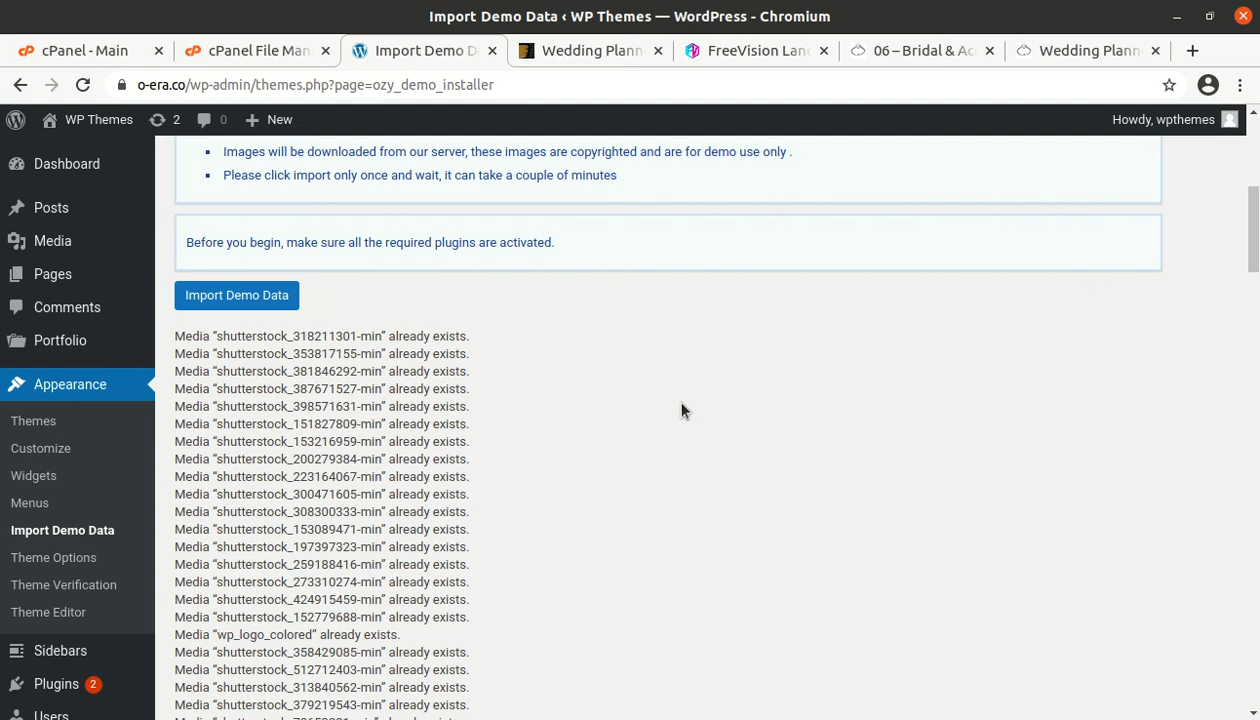 Import Demo Data ‹ WP Themes — WordPress - Chromium
cPanel - Main
cPanel File Man
Import Demo D
Wedding Plann
FreeVision Lan
06 – Bridal & Ac
Wedding Plann
o-era.co/wp-admin/themes.php?page=ozy_demo_installer
WP Themes
2
0
New
Howdy, wpthemes
Dashboard
Posts
Media
Pages
Comments
Portfolio
Appearance
Themes
Customize
Widgets
Menus
Import Demo Data
Theme Options
Theme Verification
Theme Editor
Sidebars
Plugins 2
Users
Images will be downloaded from our server, these images are copyrighted and are for demo use only .
Please click import only once and wait, it can take a couple of minutes
Before you begin, make sure all the required plugins are activated.
Import Demo Data
Media “shutterstock_318211301-min” already exists.
Media “shutterstock_353817155-min” already exists.
Media “shutterstock_381846292-min” already exists.
Media “shutterstock_387671527-min” already exists.
Media “shutterstock_398571631-min” already exists.
Media “shutterstock_151827809-min” already exists.
Media “shutterstock_153216959-min” already exists.
Media “shutterstock_200279384-min” already exists.
Media “shutterstock_223164067-min” already exists.
Media “shutterstock_300471605-min” already exists.
Media “shutterstock_308300333-min” already exists.
Media “shutterstock_153089471-min” already exists.
Media “shutterstock_197397323-min” already exists.
Media “shutterstock_259188416-min” already exists.
Media “shutterstock_273310274-min” already exists.
Media “shutterstock_424915459-min” already exists.
Media “shutterstock_152779688-min” already exists.
Media “wp_logo_colored” already exists.
Media “shutterstock_358429085-min” already exists.
Media “shutterstock_512712403-min” already exists.
Media “shutterstock_313840562-min” already exists.
Media “shutterstock_379219543-min” already exists.